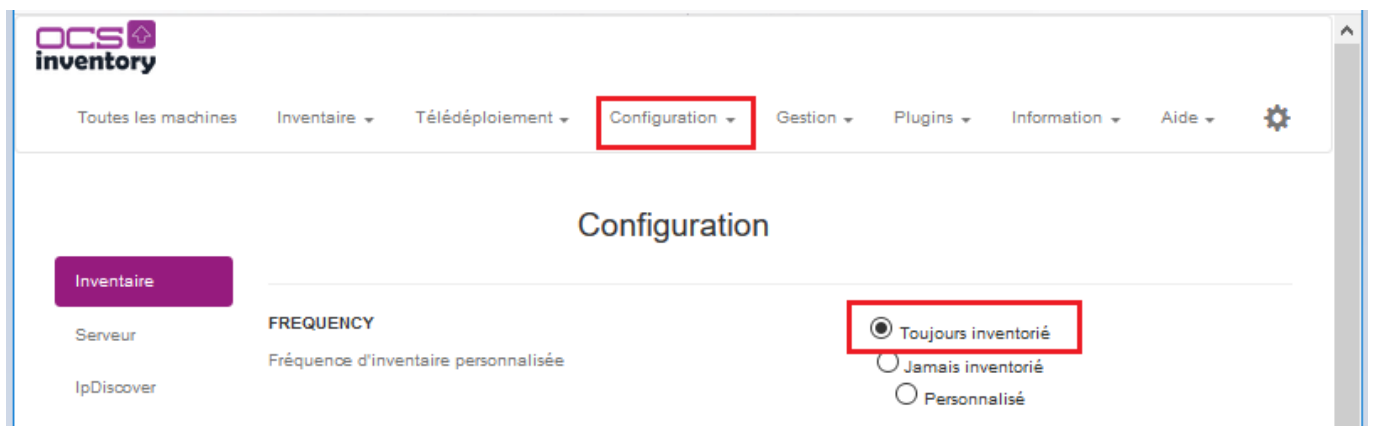 OCS
inventory
Toutes les machines Inventaire Télédéploiement Configuration Gestion Plugins Information Aide
Configuration
Inventaire
Serveur
IpDiscover
FREQUENCY
Fréquence d'inventaire personnalisée
Toujours inventorié
Jamais inventorié
Personnalisé